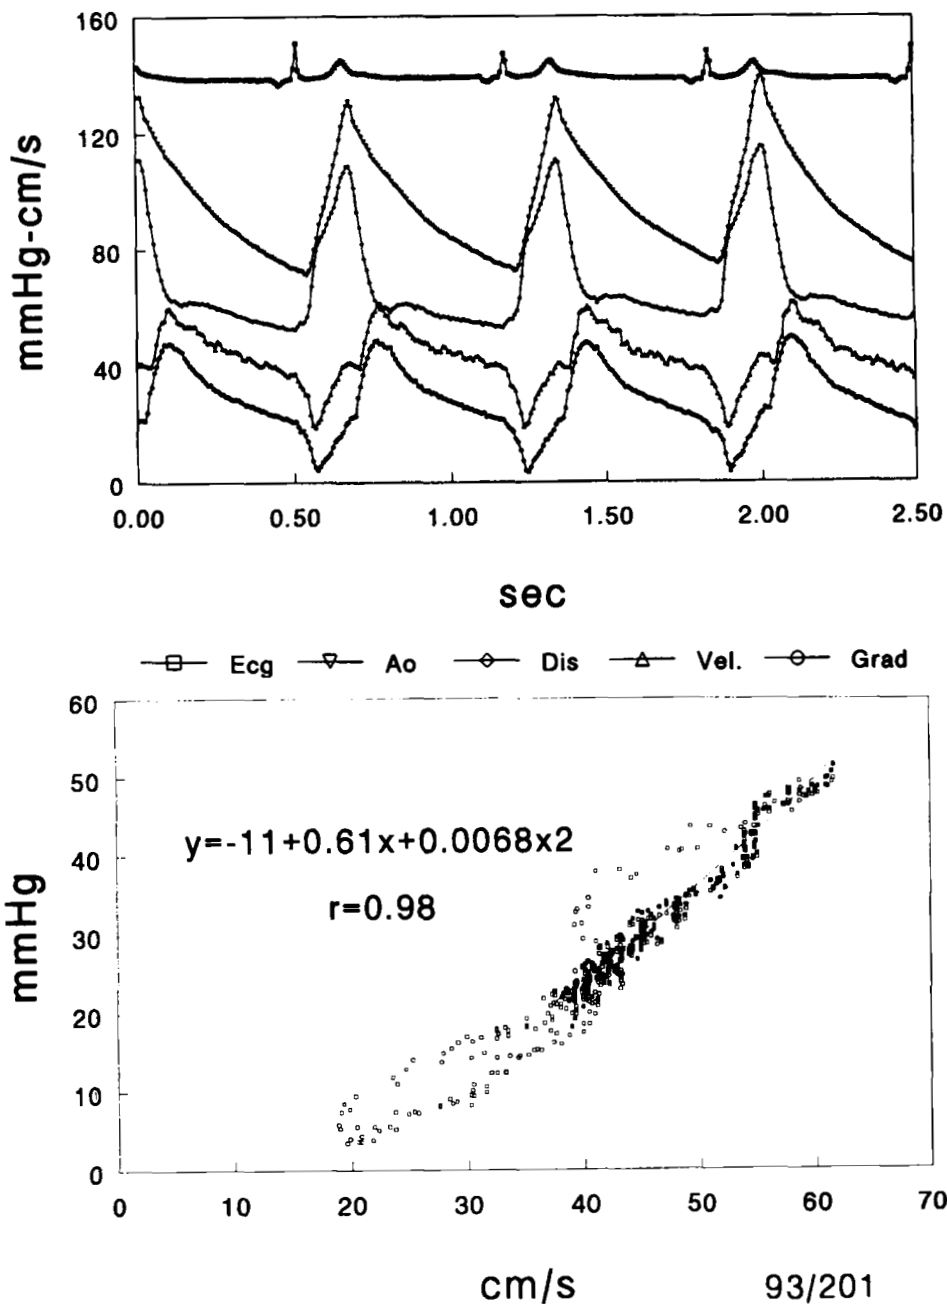 160
120
80
40
0
mmHg-cm/s
0.00 0.50 1.00 1.50 2.00 2.50
sec
Ecg Ao Dis Vel. Grad
60
50
40
30
20
10
0
mmHg
y=-11+0.61x+0.0068x2
r=0.98
0 10 20 30 40 50 60 70
cm/s
93/201